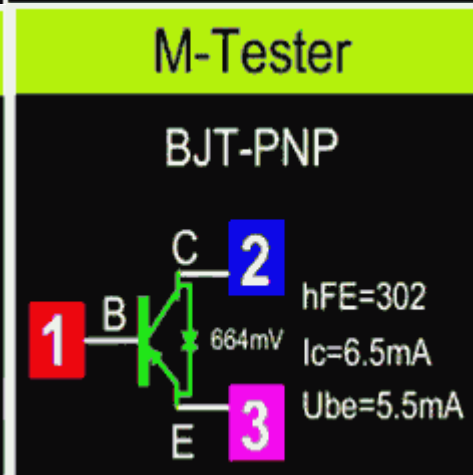 M-Tester
BJT-PNP
C
2
hFE=302
1
B
664mV
Ic=6.5mA
Ube=5.5mA
E
3